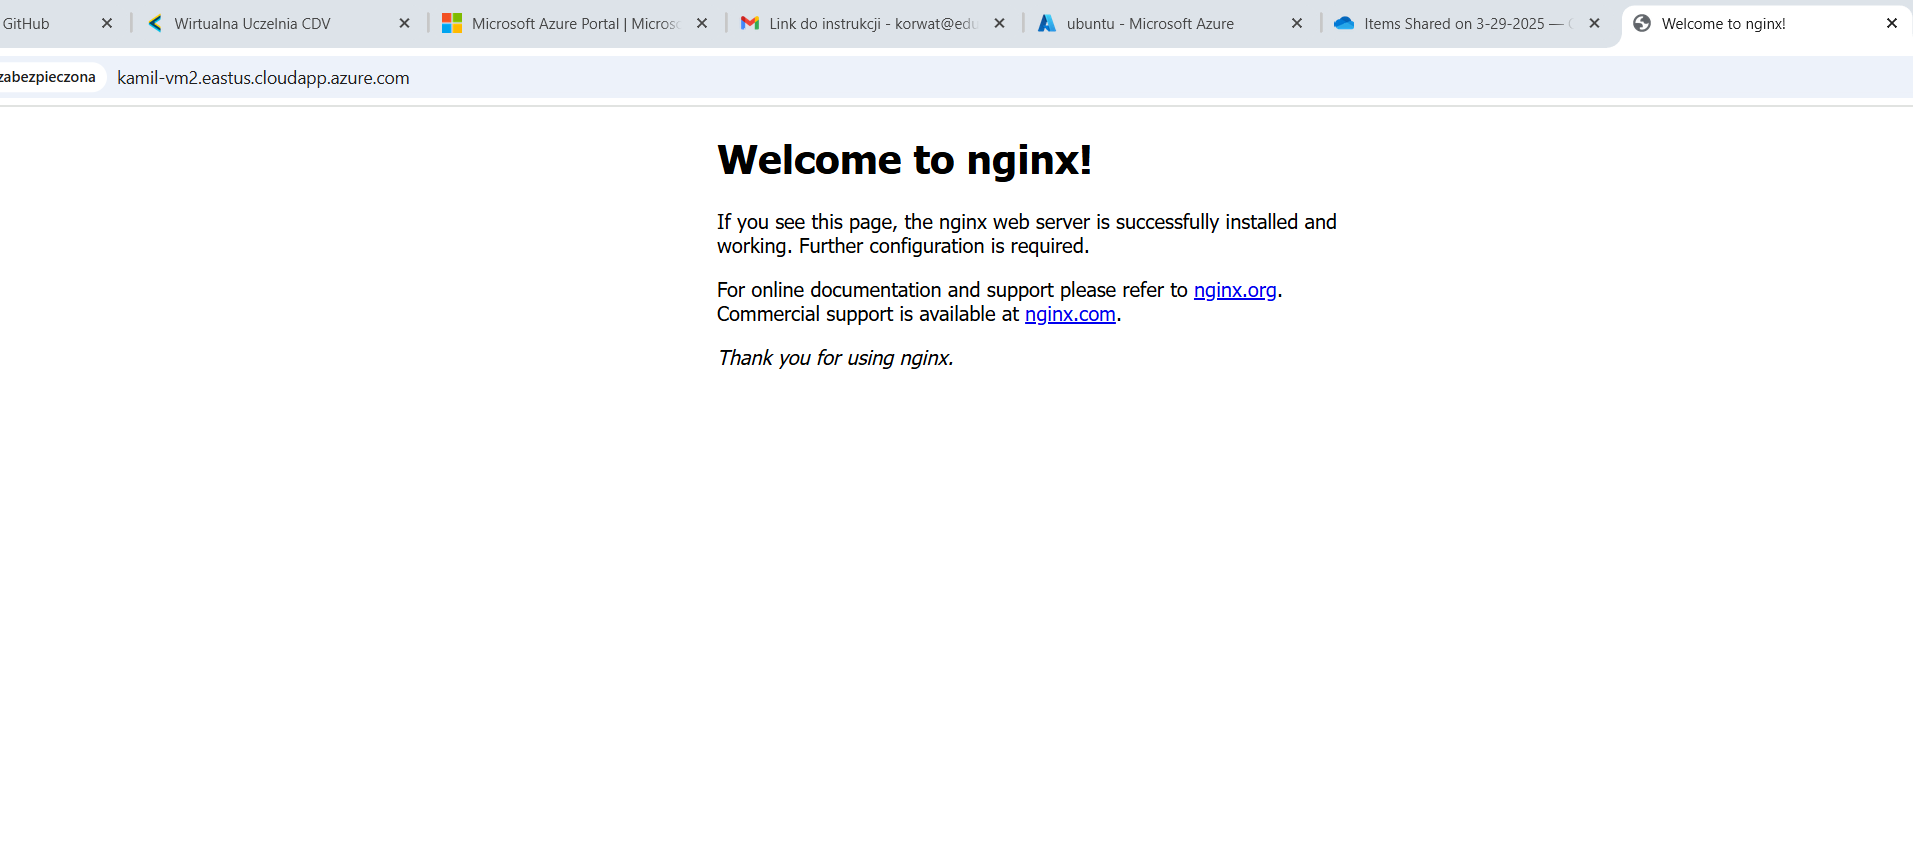 GitHub
Wirtualna Uczelnia CDV
Microsoft Azure Portal | Micros
Link do instrukcji - korwat@edu
ubuntu - Microsoft Azure
Items Shared on 3-29-2025 —
Welcome to nginx!
zabezpieczona
kamil-vm2.eastus.cloudapp.azure.com
Welcome to nginx!
If you see this page, the nginx web server is successfully installed and
working. Further configuration is required.
For online documentation and support please refer to nginx.org.
Commercial support is available at nginx.com.
Thank you for using nginx.